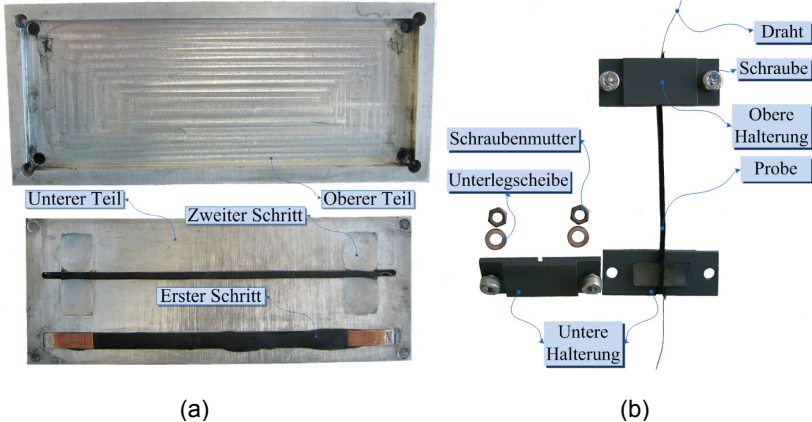 Unterer Teil
Oberer Teil
Zweiter Schritt
Erster Schritt
(a)
Draht
Schraube
Obere
Halterung
Schraubenmutter
Unterlegscheibe
Probe
Untere
Halterung
(b)